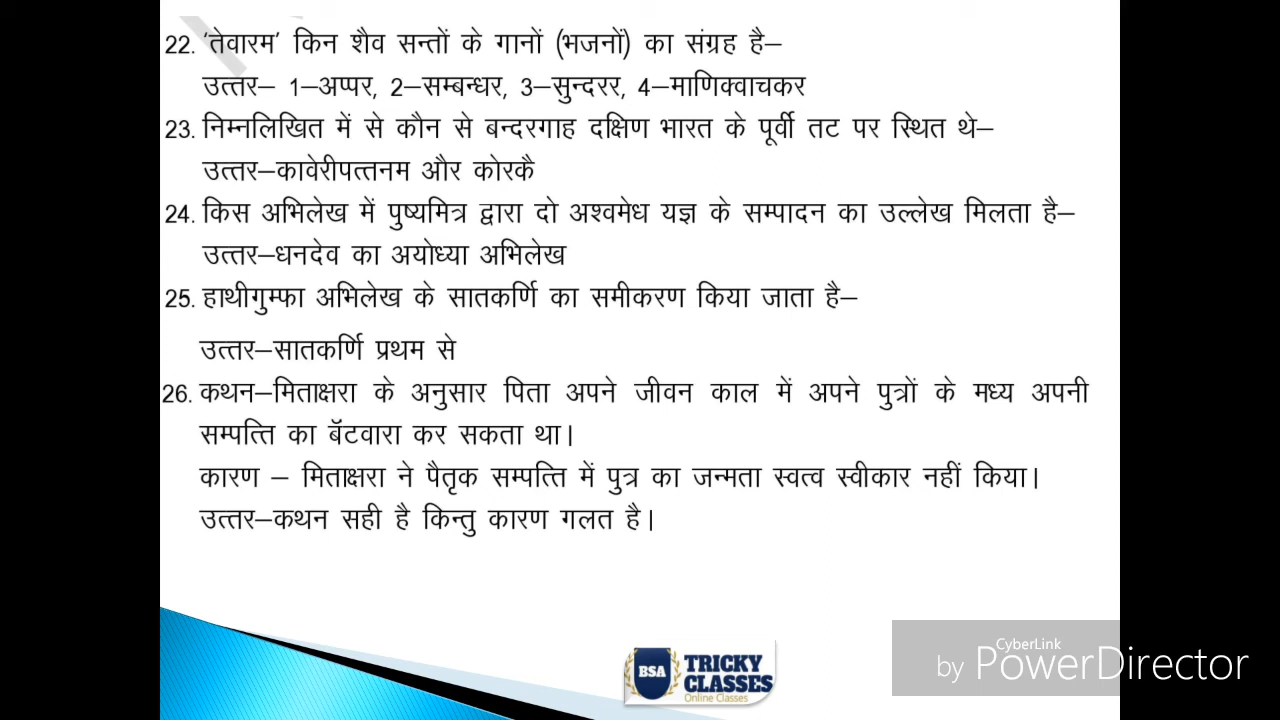 22. 'तेवारम' किन शैव सन्तों के गानों (भजनों) का संग्रह है–
उत्तर– 1–अप्पर, 2–सम्बन्धर, 3–सुन्दरर, 4–माणिक्वाचकर
23. निम्नलिखित में से कौन से बन्दरगाह दक्षिण भारत के पूर्वी तट पर स्थित थे–
उत्तर–कावेरीपत्तनम और कोरकै
24. किस अभिलेख में पुष्यमित्र द्वारा दो अश्वमेध यज्ञ के सम्पादन का उल्लेख मिलता है–
उत्तर–धनदेव का अयोध्या अभिलेख
25. हाथीगुम्फा अभिलेख के सातकर्णि का समीकरण किया जाता है–
उत्तर–सातकर्णि प्रथम से
26. कथन–मिताक्षरा के अनुसार पिता अपने जीवन काल में अपने पुत्रों के मध्य अपनी
सम्पत्ति का बॅटवारा कर सकता था।
कारण – मिताक्षरा ने पैतृक सम्पत्ति में पुत्र का जन्मता स्वत्व स्वीकार नहीं किया।
उत्तर–कथन सही है किन्तु कारण गलत है।
BSA TRICKY
CLASSES
Online Classes
CyberLink
by PowerDirector